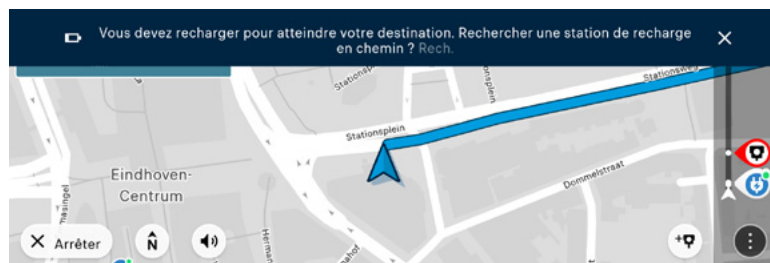 Vous devez recharger pour atteindre votre destination. Rechercher une station de recharge
en chemin ? Rech.
Stationsplein
Stationsweg
Stationsplein
Eindhoven-
Centrum
Dommelstraat
Arrêter
N